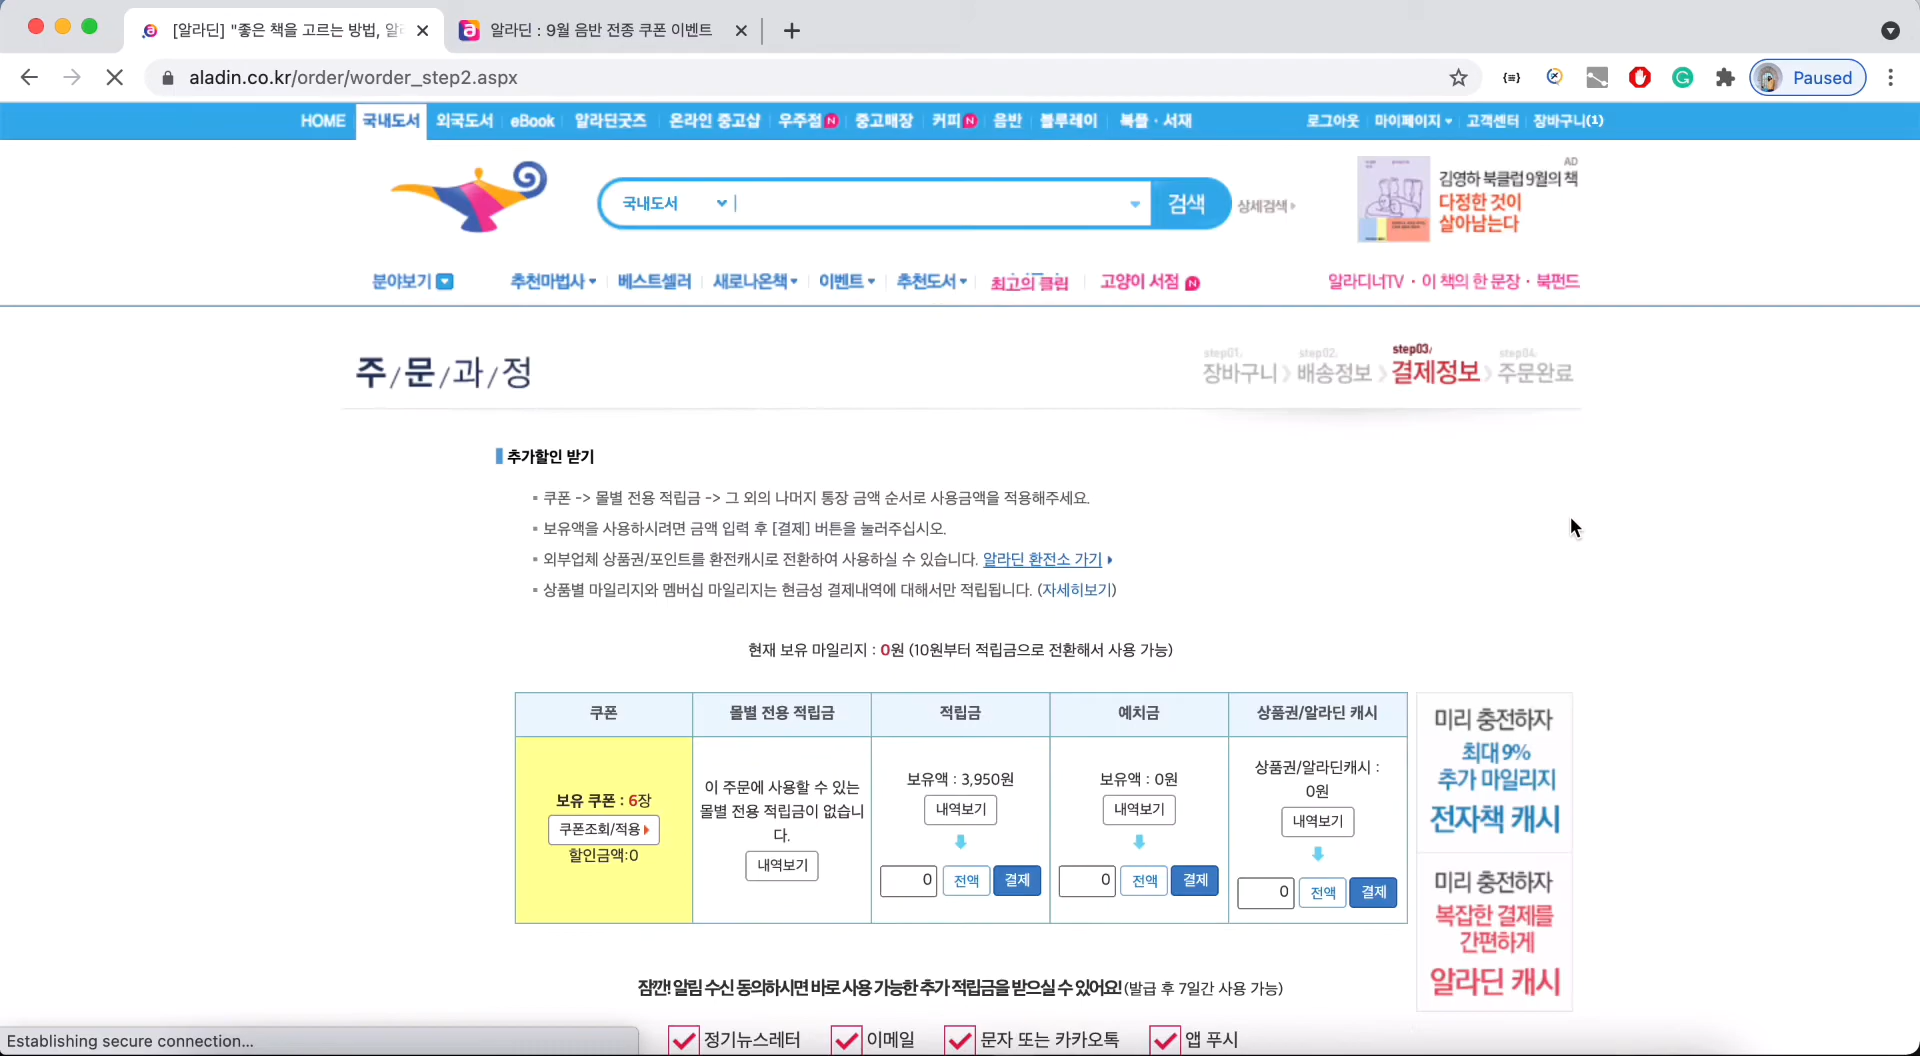 [알라딘] "좋은 책을 고르는 방법, 알라
알라딘 : 9월 음반 전종 쿠폰 이벤트
aladin.co.kr/order/worder_step2.aspx
Paused
HOME 국내도서 외국도서 eBook 알라딘굿즈 온라인 중고샵 우주점 N 중고매장 커피 N 음반 블루레이 북플 · 서재 로그아웃 마이페이지 고객센터 장바구니(1)
국내도서
검색
상세검색
AD
김영하 북클럽 9월의 책
다정한 것이
살아남는다
분야보기 추천마법사 베스트셀러 새로나온책 이벤트 추천도서 최고의 클립 고양이 서점 N 알라디너TV · 이 책의 한 문장 · 북펀드
주/문/과/정
step01. step02. step03/ step04.
장바구니 배송정보 결제정보 주문완료
추가할인 받기
쿠폰 -> 몰별 전용 적립금 -> 그 외의 나머지 통장 금액 순서로 사용금액을 적용해주세요.
보유액을 사용하시려면 금액 입력 후 [결제] 버튼을 눌러주십시오.
외부업체 상품권/포인트를 환전캐시로 전환하여 사용하실 수 있습니다. 알라딘 환전소 가기
상품별 마일리지와 멤버십 마일리지는 현금성 결제내역에 대해서만 적립됩니다. (자세히보기)
현재 보유 마일리지 : 0원 (10원부터 적립금으로 전환해서 사용 가능)
쿠폰 몰별 전용 적립금 적립금 예치금 상품권/알라딘 캐시
보유 쿠폰 : 6장
쿠폰조회/적용
할인금액:0
이 주문에 사용할 수 있는
몰별 전용 적립금이 없습니
다.
내역보기
보유액 : 3,950원
내역보기
0 전액 결제
보유액 : 0원
내역보기
0 전액 결제
상품권/알라딘캐시 :
0원
내역보기
0 전액 결제
미리 충전하자
최대 9%
추가 마일리지
전자책 캐시
미리 충전하자
복잡한 결제를
간편하게
알라딘 캐시
잠깐! 알림 수신 동의하시면 바로 사용 가능한 추가 적립금을 받으실 수 있어요! (발급 후 7일간 사용 가능)
정기뉴스레터 이메일 문자 또는 카카오톡 앱 푸시
Establishing secure connection...